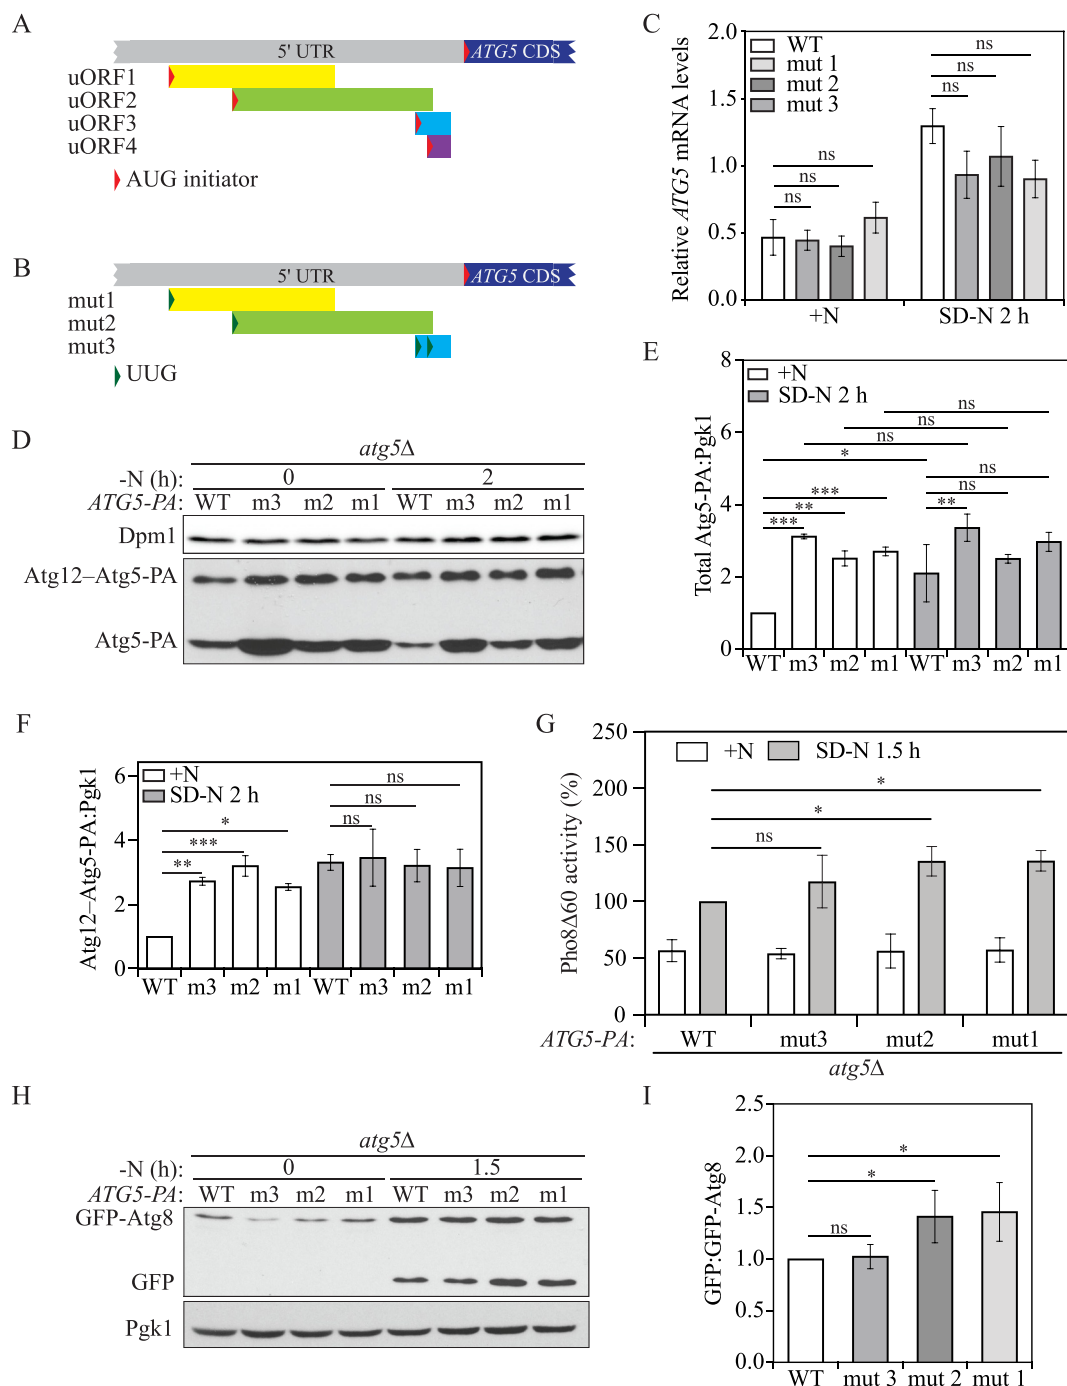 A
5' UTR
ATG5 CDS
uORF1
uORF2
uORF3
uORF4
AUG initiator
B
5' UTR
ATG5 CDS
mut1
mut2
mut3
UUG
C
Relative ATG5 mRNA levels
2.0
1.5
1.0
0.5
0.0
WT
mut 1
mut 2
mut 3
ns
ns
ns
ns
ns
ns
+N
SD-N 2 h
D
atg5Δ
-N (h): 0 2
ATG5-PA: WT m3 m2 m1 WT m3 m2 m1
Dpm1
Atg12–Atg5-PA
Atg5-PA
E
Total Atg5-PA:Pgk1
8
6
4
2
0
+N
SD-N 2 h
ns
ns
ns
*
ns
***
ns
**
**
***
WT m3 m2 m1 WT m3 m2 m1
F
Atg12–Atg5-PA:Pgk1
6
4
2
0
+N
SD-N 2 h
ns
ns
ns
*
***
**
WT m3 m2 m1 WT m3 m2 m1
G
Pho8Δ60 activity (%)
250
200
150
100
50
0
+N SD-N 1.5 h
*
*
ns
ATG5-PA: WT mut3 mut2 mut1
atg5Δ
H
atg5Δ
-N (h): 0 1.5
ATG5-PA: WT m3 m2 m1 WT m3 m2 m1
GFP-Atg8
GFP
Pgk1
I
GFP:GFP-Atg8
2.5
2.0
1.5
1.0
0.5
0.0
*
*
ns
WT mut 3 mut 2 mut 1